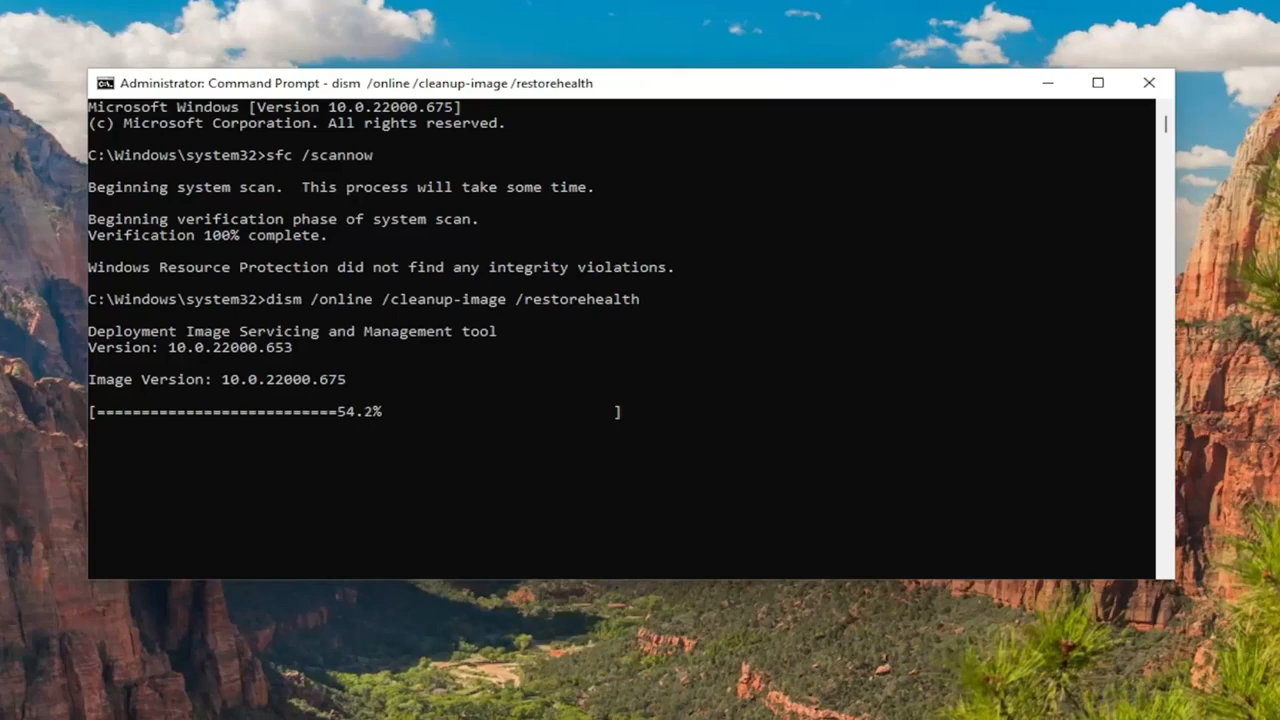 Administrator: Command Prompt - dism  /online /cleanup-image /restorehealth
Microsoft Windows [Version 10.0.22000.675]
(c) Microsoft Corporation. All rights reserved.
C:\Windows\system32>sfc /scannow
Beginning system scan.  This process will take some time.
Beginning verification phase of system scan.
Verification 100% complete.
Windows Resource Protection did not find any integrity violations.
C:\Windows\system32>dism /online /cleanup-image /restorehealth
Deployment Image Servicing and Management tool
Version: 10.0.22000.653
Image Version: 10.0.22000.675
[===========================54.2%                          ]